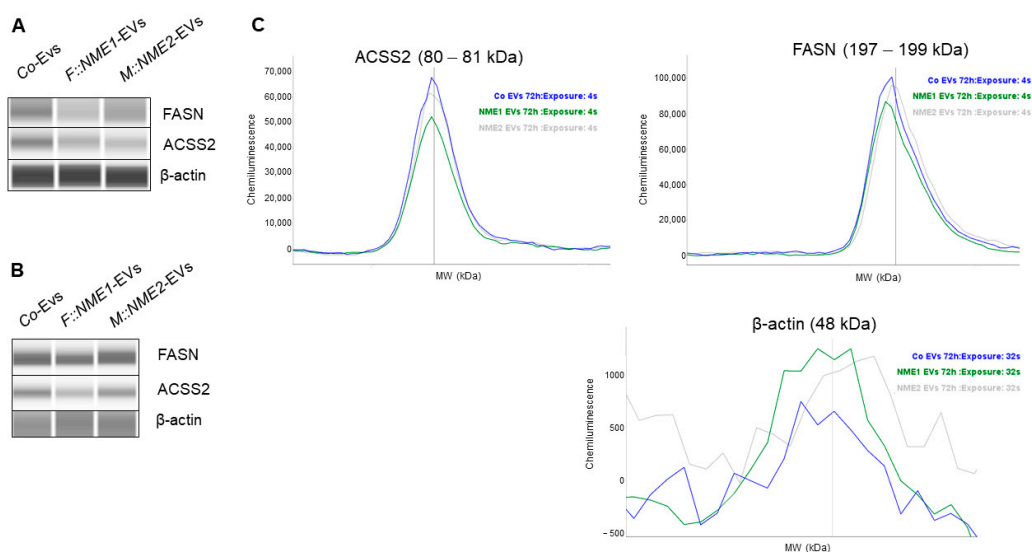 A
Co-Evs
F::NME1-EVs
M::NME2-EVs
FASN
ACSS2
β-actin
B
Co-Evs
F::NME1-EVs
M::NME2-EVs
FASN
ACSS2
β-actin
C
ACSS2 (80 – 81 kDa)
Co EVs 72h:Exposure: 4s
NME1 EVs 72h :Exposure: 4s
NME2 EVs 72h :Exposure: 4s
Chemiluminescence
70,000
60,000
50,000
40,000
30,000
20,000
10,000
0
MW (kDa)
FASN (197 – 199 kDa)
Co EVs 72h:Exposure: 4s
NME1 EVs 72h :Exposure: 4s
NME2 EVs 72h :Exposure: 4s
Chemiluminescence
100,000
80,000
60,000
40,000
20,000
0
MW (kDa)
β-actin (48 kDa)
Co EVs 72h:Exposure: 32s
NME1 EVs 72h :Exposure: 32s
NME2 EVs 72h :Exposure: 32s
Chemiluminescence
1000
500
0
−500
MW (kDa)